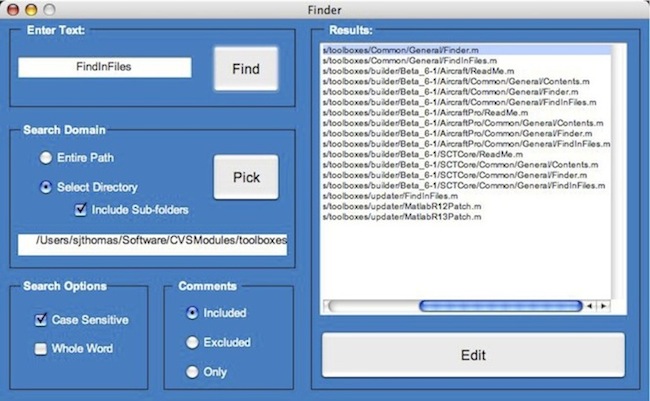 Finder
Enter Text:
FindInFiles
Find
Search Domain
Entire Path
Select Directory
Pick
Include Sub-folders
/Users/sjthomas/Software/CVSModules/toolboxes
Search Options
Case Sensitive
Whole Word
Comments
Included
Excluded
Only
Results:
s/toolboxes/Common/General/Finder.m
s/toolboxes/Common/General/FindInFiles.m
s/toolboxes/builder/Beta_6-1/Aircraft/ReadMe.m
s/toolboxes/builder/Beta_6-1/Aircraft/Common/General/Contents.m
s/toolboxes/builder/Beta_6-1/Aircraft/Common/General/Finder.m
s/toolboxes/builder/Beta_6-1/Aircraft/Common/General/FindInFiles.m
s/toolboxes/builder/Beta_6-1/AircraftPro/ReadMe.m
s/toolboxes/builder/Beta_6-1/AircraftPro/Common/General/Contents.m
s/toolboxes/builder/Beta_6-1/AircraftPro/Common/General/Finder.m
s/toolboxes/builder/Beta_6-1/AircraftPro/Common/General/FindInFiles.m
s/toolboxes/builder/Beta_6-1/SCTCore/ReadMe.m
s/toolboxes/builder/Beta_6-1/SCTCore/Common/General/Contents.m
s/toolboxes/builder/Beta_6-1/SCTCore/Common/General/Finder.m
s/toolboxes/builder/Beta_6-1/SCTCore/Common/General/FindInFiles.m
s/toolboxes/updater/FindInFiles.m
s/toolboxes/updater/MatlabR12Patch.m
s/toolboxes/updater/MatlabR13Patch.m
Edit